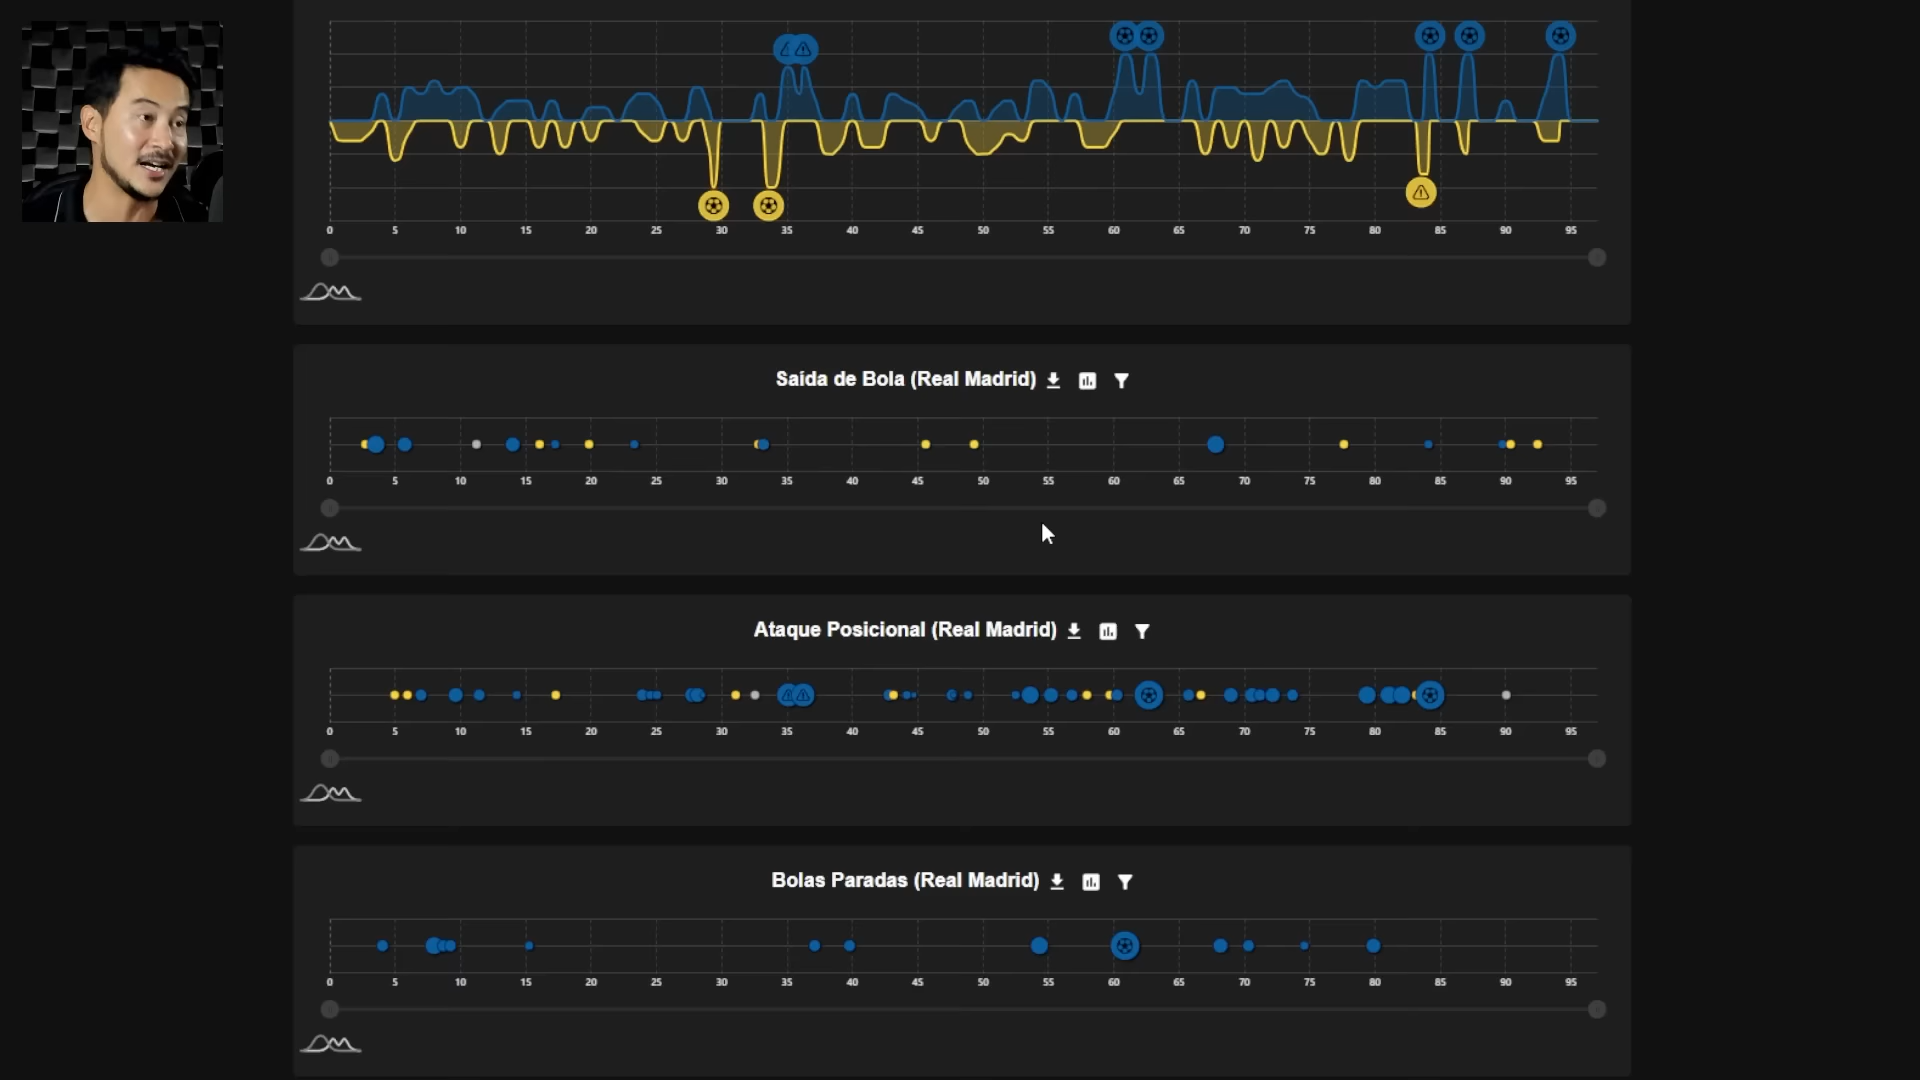 0 5 10 15 20 25 30 35 40 45 50 55 60 65 70 75 80 85 90 95
Saída de Bola (Real Madrid)
0 5 10 15 20 25 30 35 40 45 50 55 60 65 70 75 80 85 90 95
Ataque Posicional (Real Madrid)
0 5 10 15 20 25 30 35 40 45 50 55 60 65 70 75 80 85 90 95
Bolas Paradas (Real Madrid)
0 5 10 15 20 25 30 35 40 45 50 55 60 65 70 75 80 85 90 95